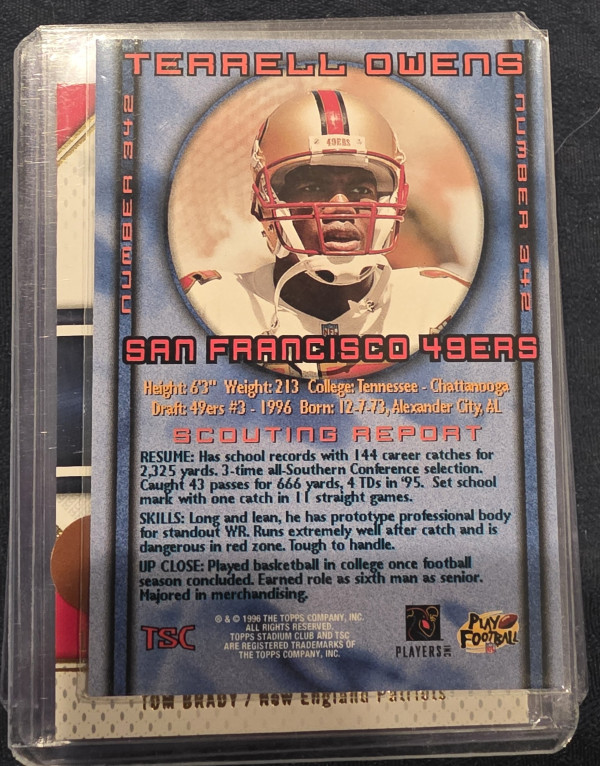 TERRELL OWENS
NUMBER 342
NUMBER 342
49ERS
NFL
SAN FRANCISCO 49ERS
Height: 6'3" Weight: 213 College: Tennessee - Chattanooga
Draft: 49ers #3 - 1996 Born: 12-7-73, Alexander City, AL
SCOUTING REPORT
RESUME: Has school records with 144 career catches for
2,325 yards. 3-time all-Southern Conference selection.
Caught 43 passes for 666 yards, 4 TDs in '95. Set school
mark with one catch in 11 straight games.
SKILLS: Long and lean, he has prototype professional body
for standout WR. Runs extremely well after catch and is
dangerous in red zone. Tough to handle.
UP CLOSE: Played basketball in college once football
season concluded. Earned role as sixth man as senior.
Majored in merchandising.
TSC
® & © 1996 THE TOPPS COMPANY, INC.
ALL RIGHTS RESERVED.
TOPPS STADIUM CLUB AND TSC
ARE REGISTERED TRADEMARKS OF
THE TOPPS COMPANY, INC.
PLAYERS INC
PLAY
FOOTBALL
NFL
TOM BRADY / New England Patriots